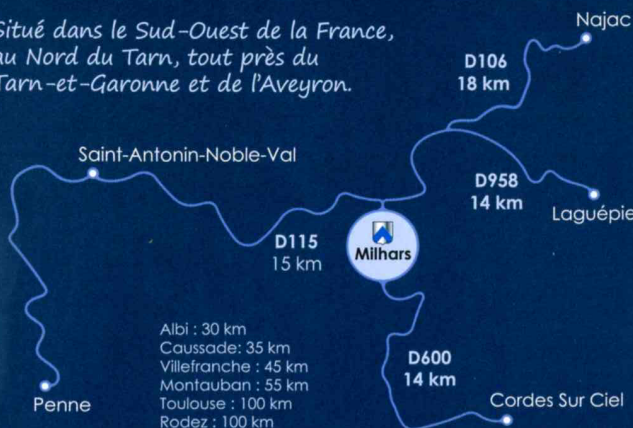 Situé dans le Sud-Ouest de la France,
au Nord du Tarn, tout près du
Tarn-et-Garonne et de l'Aveyron.
Najac
D106
18 km
Saint-Antonin-Noble-Val
D958
14 km
Laguépie
D115
15 km
Milhars
Albi : 30 km
Caussade: 35 km
Villefranche : 45 km
Montauban : 55 km
Toulouse : 100 km
Rodez : 100 km
D600
14 km
Penne
Cordes Sur Ciel